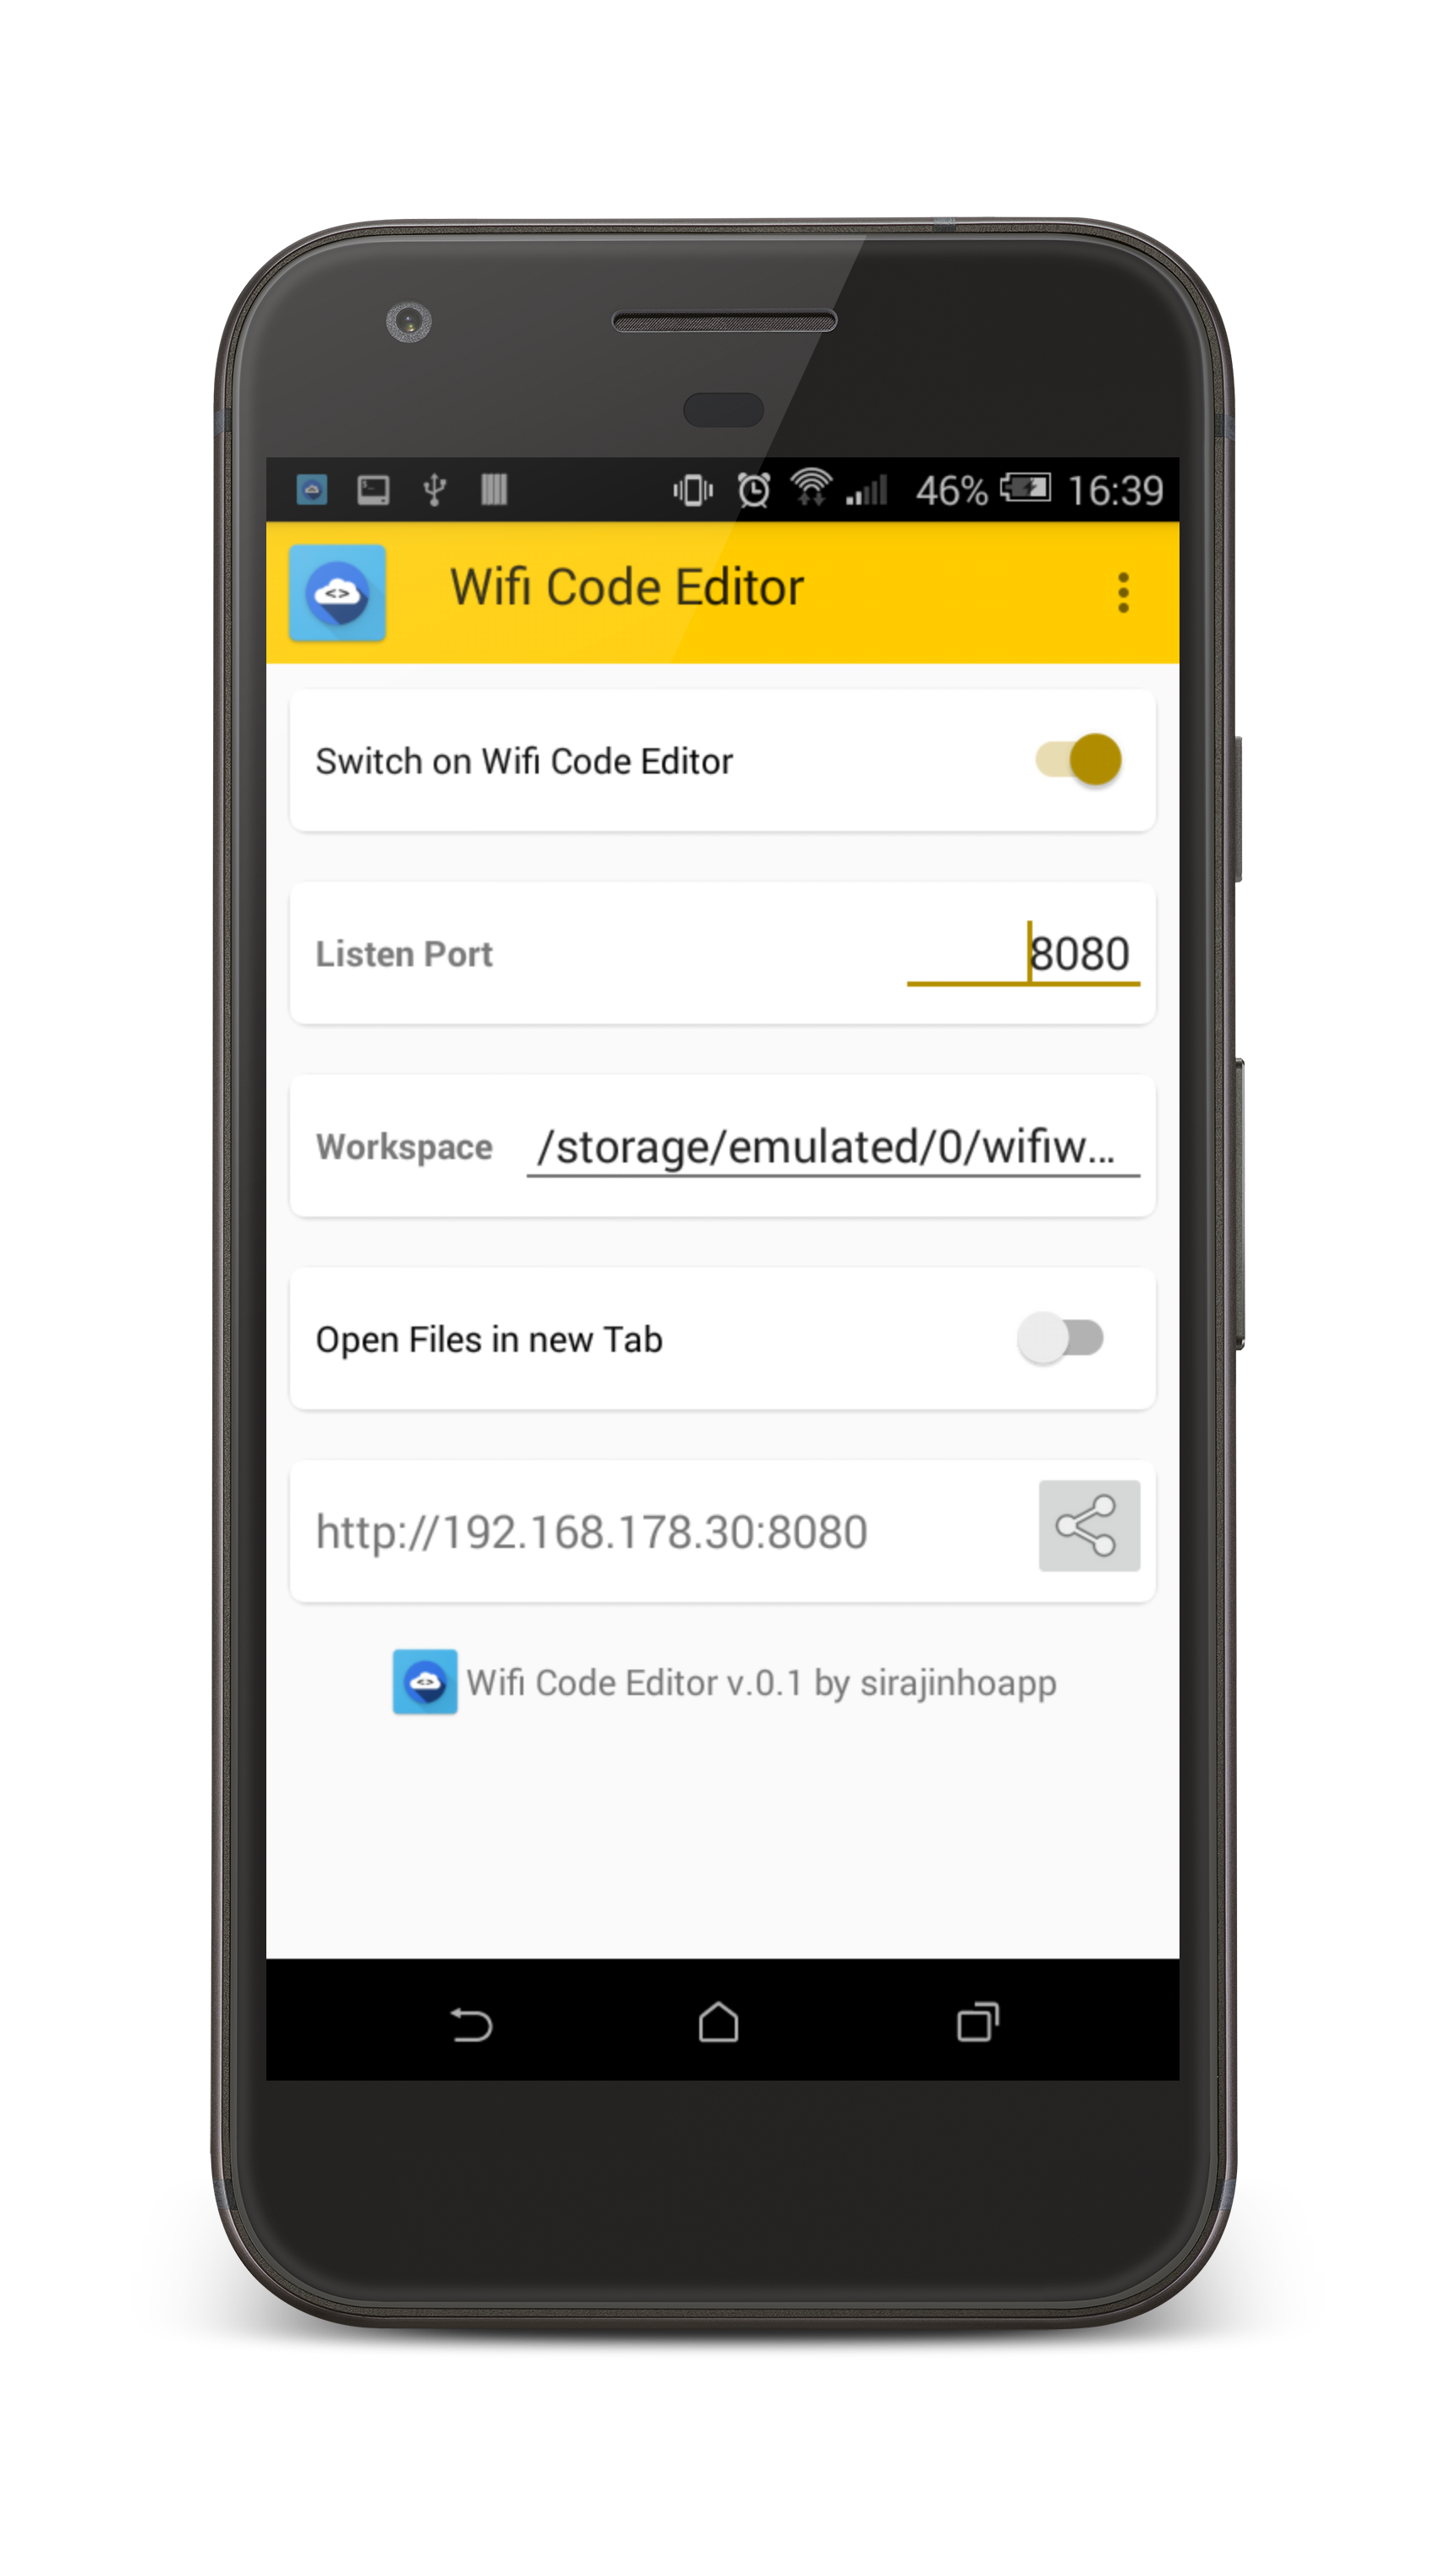 46% 16:39
Wifi Code Editor
Switch on Wifi Code Editor
Listen Port 8080
Workspace /storage/emulated/0/wifiw...
Open Files in new Tab
http://192.168.178.30:8080
Wifi Code Editor v.0.1 by sirajinhoapp